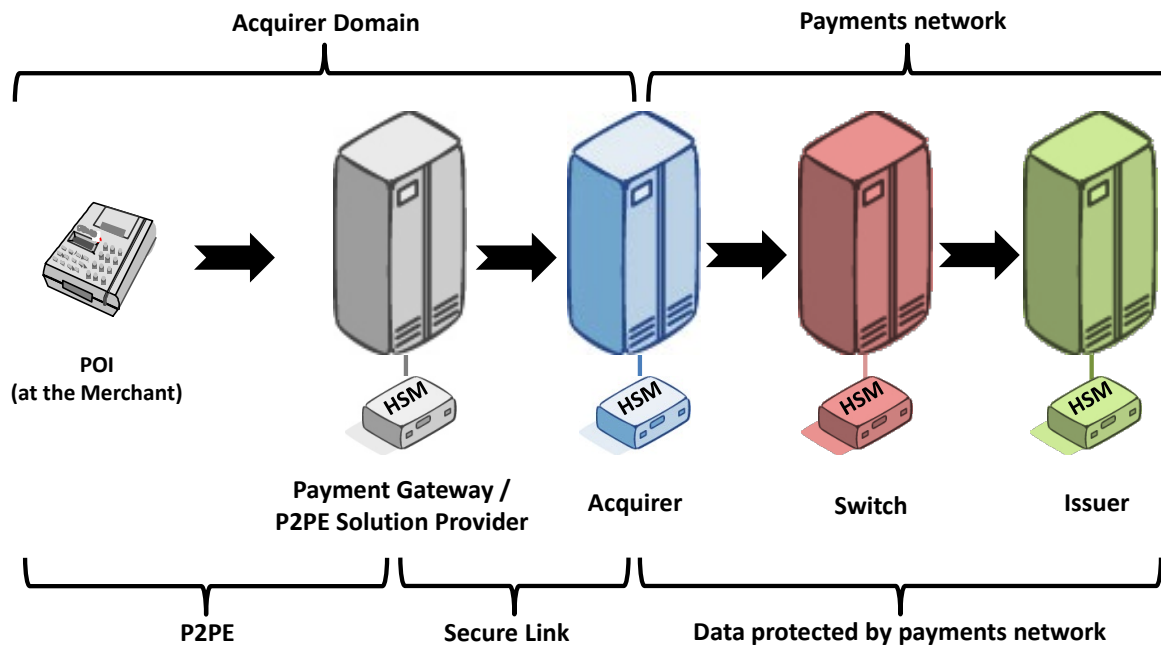 Acquirer Domain
Payments network
POI
(at the Merchant)
HSM
HSM
HSM
HSM
Payment Gateway /
P2PE Solution Provider
Acquirer
Switch
Issuer
P2PE
Secure Link
Data protected by payments network